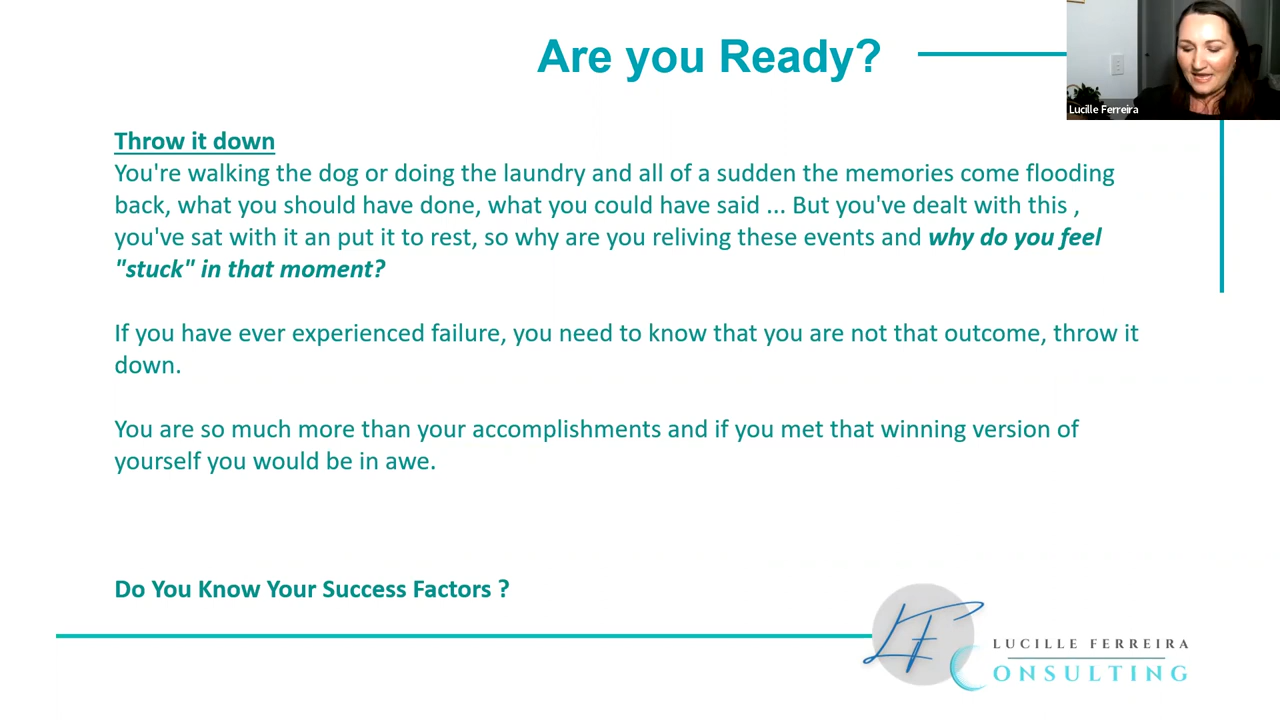 Are you Ready?
Lucille Ferreira
Throw it down
You're walking the dog or doing the laundry and all of a sudden the memories come flooding
back, what you should have done, what you could have said ... But you've dealt with this ,
you've sat with it an put it to rest, so why are you reliving these events and why do you feel
"stuck" in that moment?
If you have ever experienced failure, you need to know that you are not that outcome, throw it
down.
You are so much more than your accomplishments and if you met that winning version of
yourself you would be in awe.
Do You Know Your Success Factors ?
LF
LUCILLE FERREIRA
CONSULTING